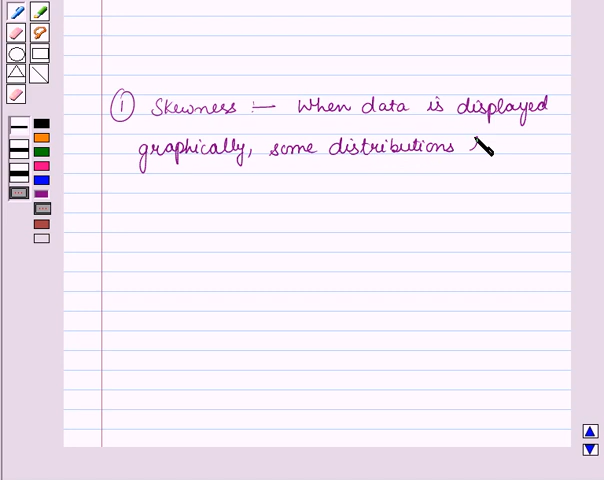 ① Skewness :— When data is displayed
graphically, some distributions